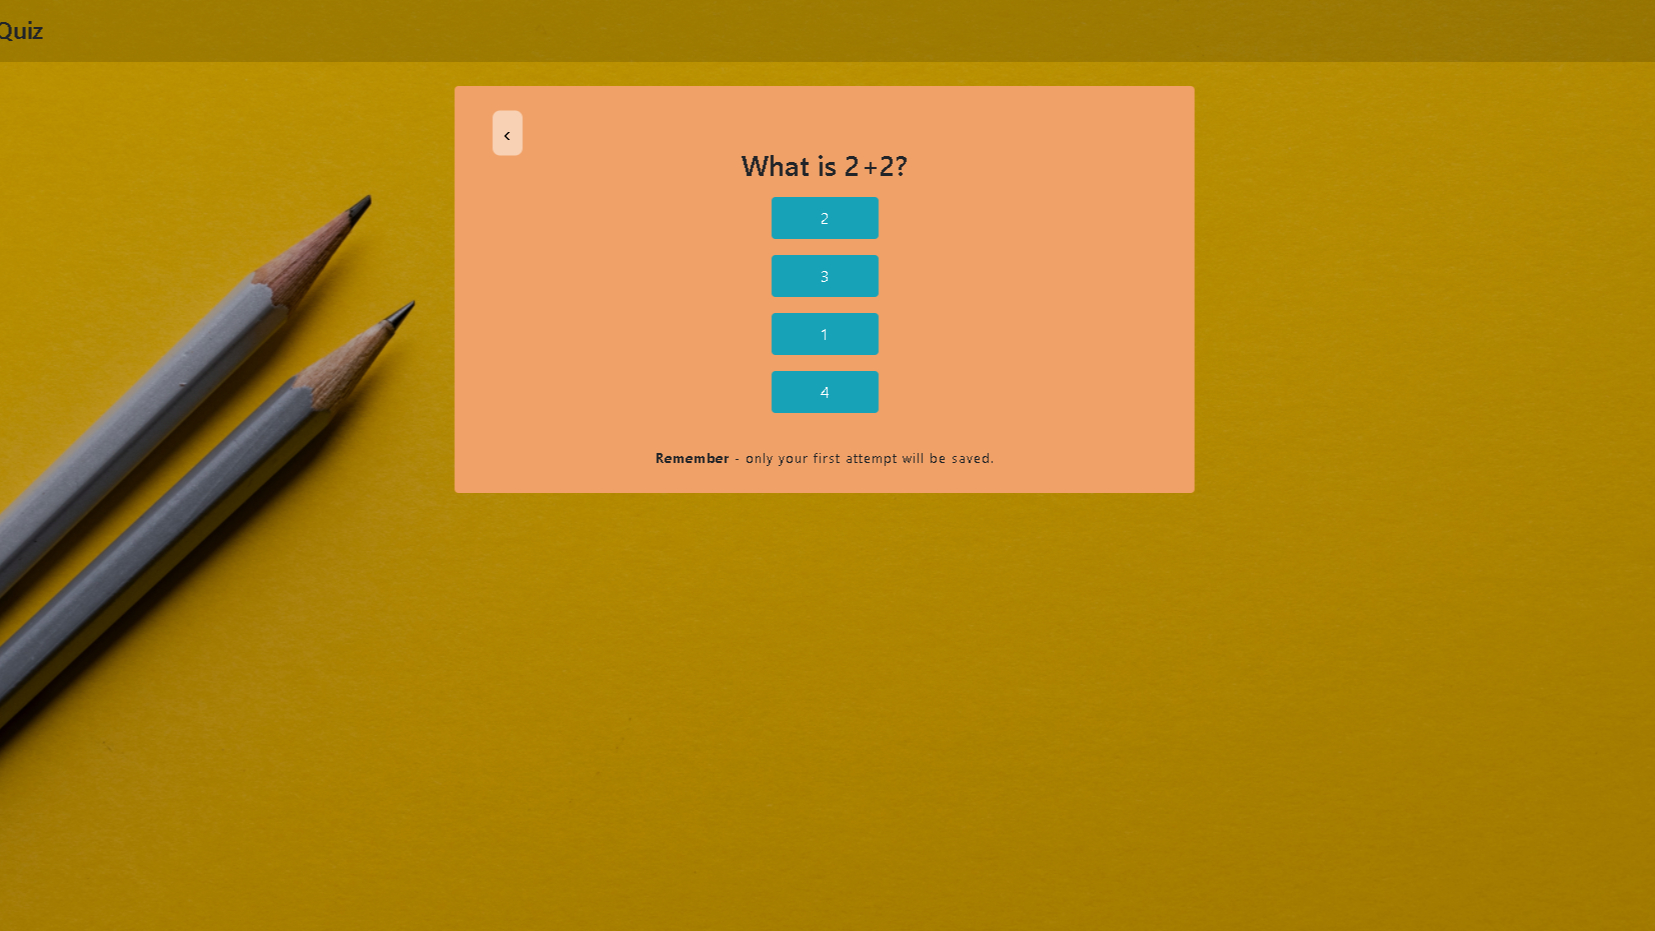 Quiz
‹
What is 2+2?
2
3
1
4
Remember - only your first attempt will be saved.